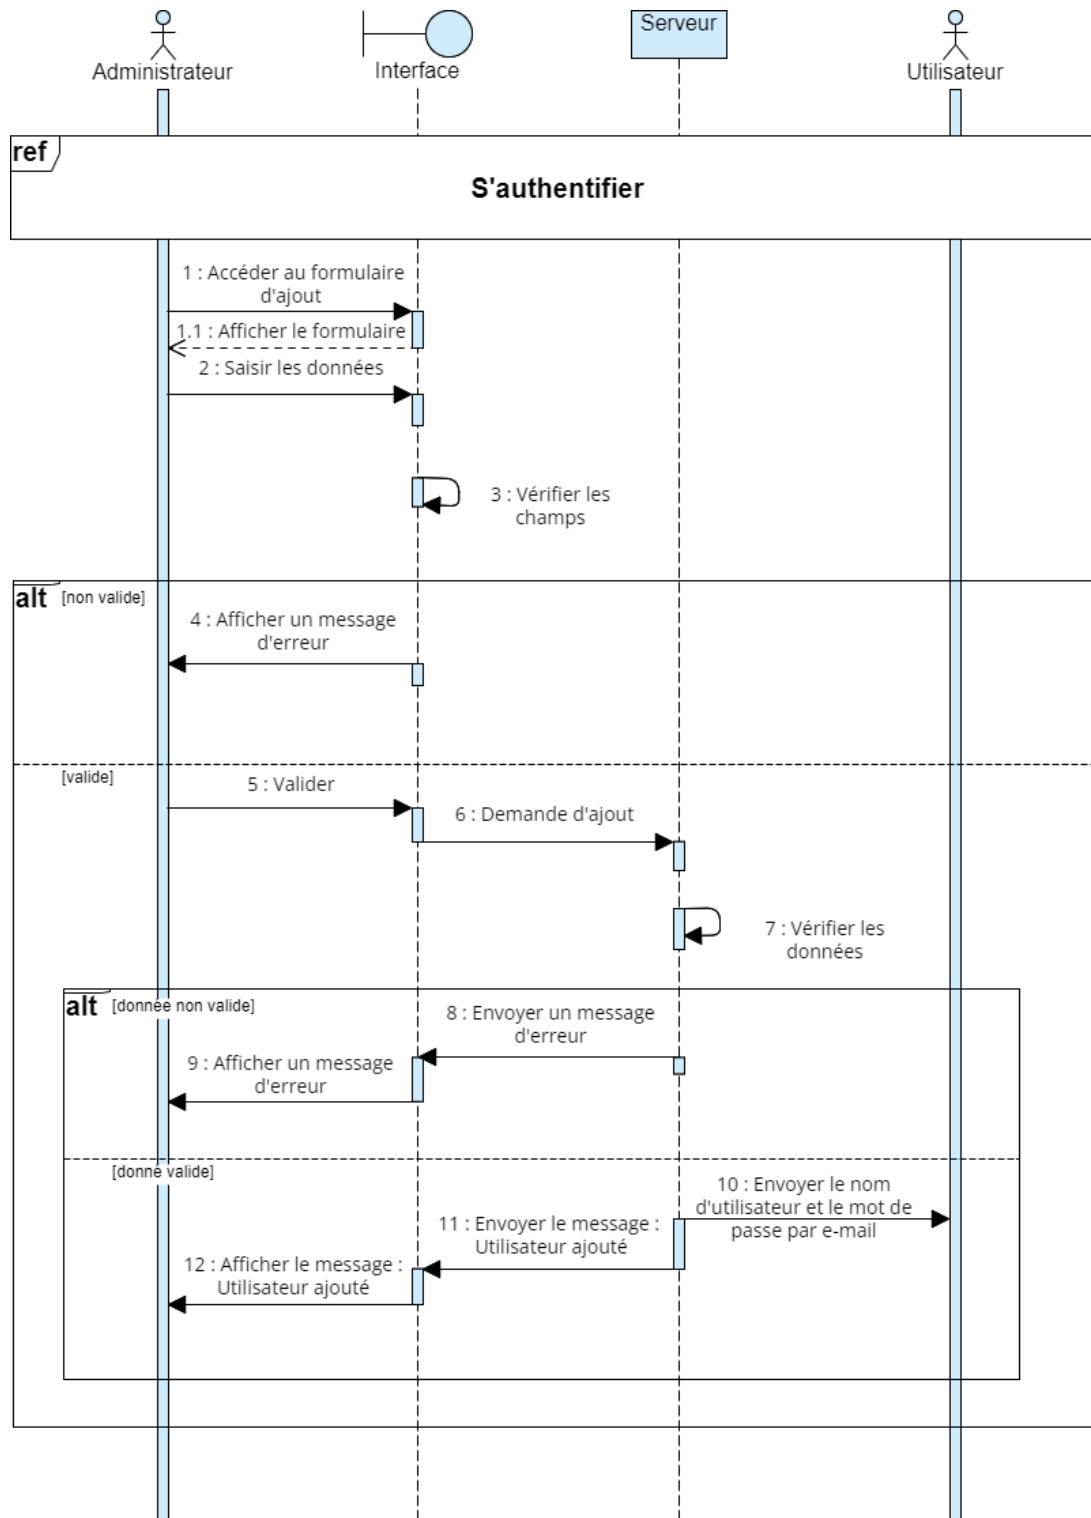 Administrateur
Interface
Serveur
Utilisateur
ref
S'authentifier
1 : Accéder au formulaire
d'ajout
1.1 : Afficher le formulaire
2 : Saisir les données
3 : Vérifier les
champs
alt
[non valide]
4 : Afficher un message
d'erreur
[valide]
5 : Valider
6 : Demande d'ajout
7 : Vérifier les
données
alt
[donnée non valide]
8 : Envoyer un message
d'erreur
9 : Afficher un message
d'erreur
[donné valide]
10 : Envoyer le nom
d'utilisateur et le mot de
passe par e-mail
11 : Envoyer le message :
Utilisateur ajouté
12 : Afficher le message :
Utilisateur ajouté